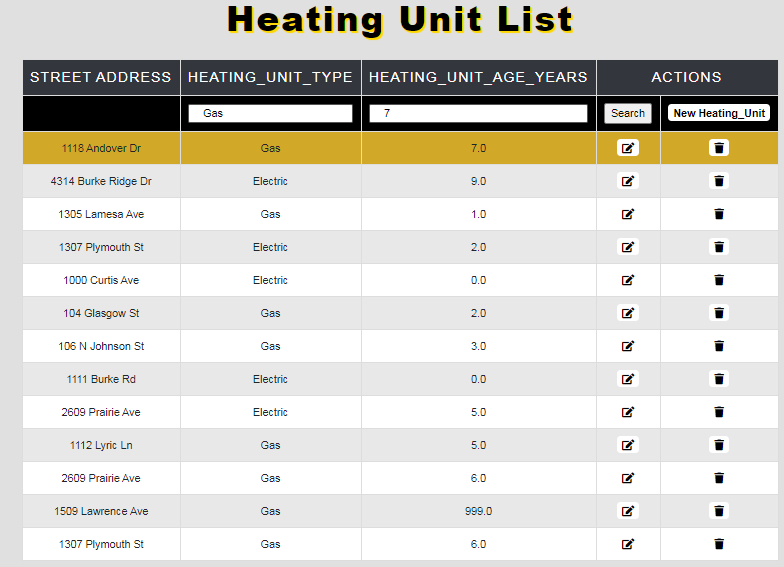 Heating Unit List
STREET ADDRESS HEATING_UNIT_TYPE HEATING_UNIT_AGE_YEARS ACTIONS
Gas 7 Search New Heating_Unit
1118 Andover Dr Gas 7.0
4314 Burke Ridge Dr Electric 9.0
1305 Lamesa Ave Gas 1.0
1307 Plymouth St Electric 2.0
1000 Curtis Ave Electric 0.0
104 Glasgow St Gas 2.0
106 N Johnson St Gas 3.0
1111 Burke Rd Electric 0.0
2609 Prairie Ave Electric 5.0
1112 Lyric Ln Gas 5.0
2609 Prairie Ave Gas 6.0
1509 Lawrence Ave Gas 999.0
1307 Plymouth St Gas 6.0